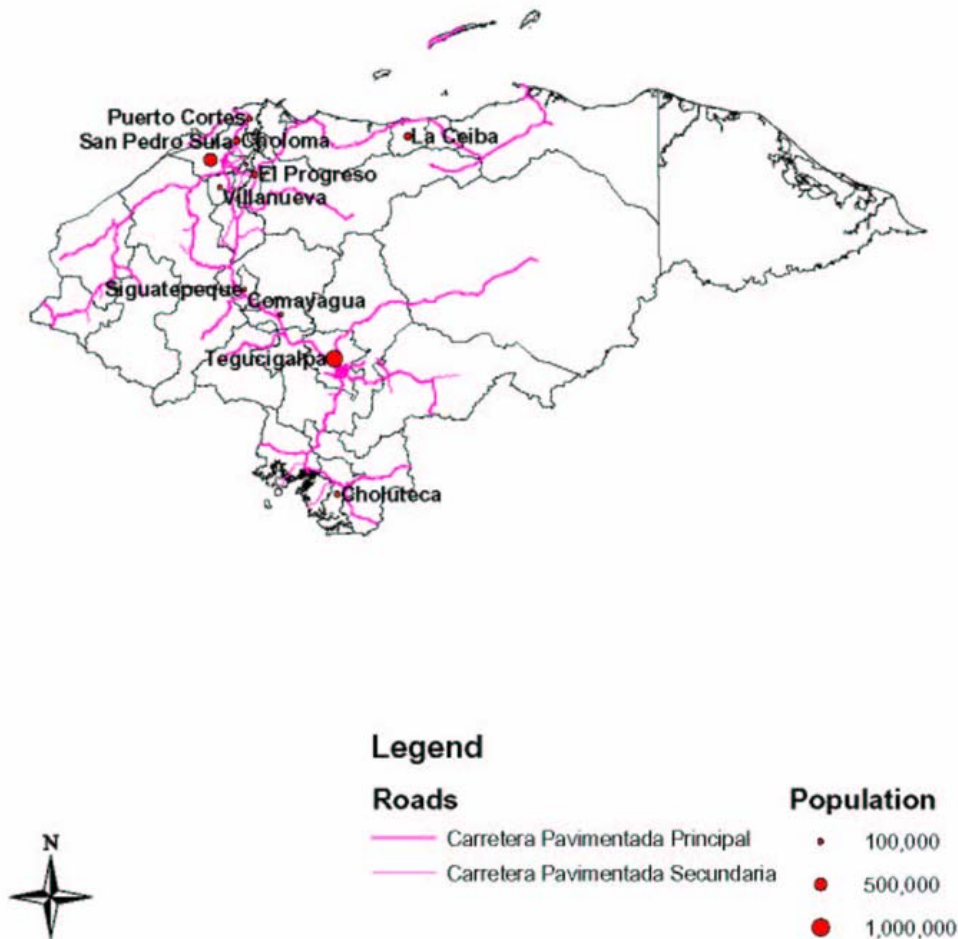 Puerto Cortes
San Pedro Sula
Choloma
La Ceiba
El Progreso
Villanueva
Siguatepeque
Comayagua
Tegucigalpa
Choluteca
Legend
Roads
Carretera Pavimentada Principal
Carretera Pavimentada Secundaria
Population
100,000
500,000
1,000,000
N